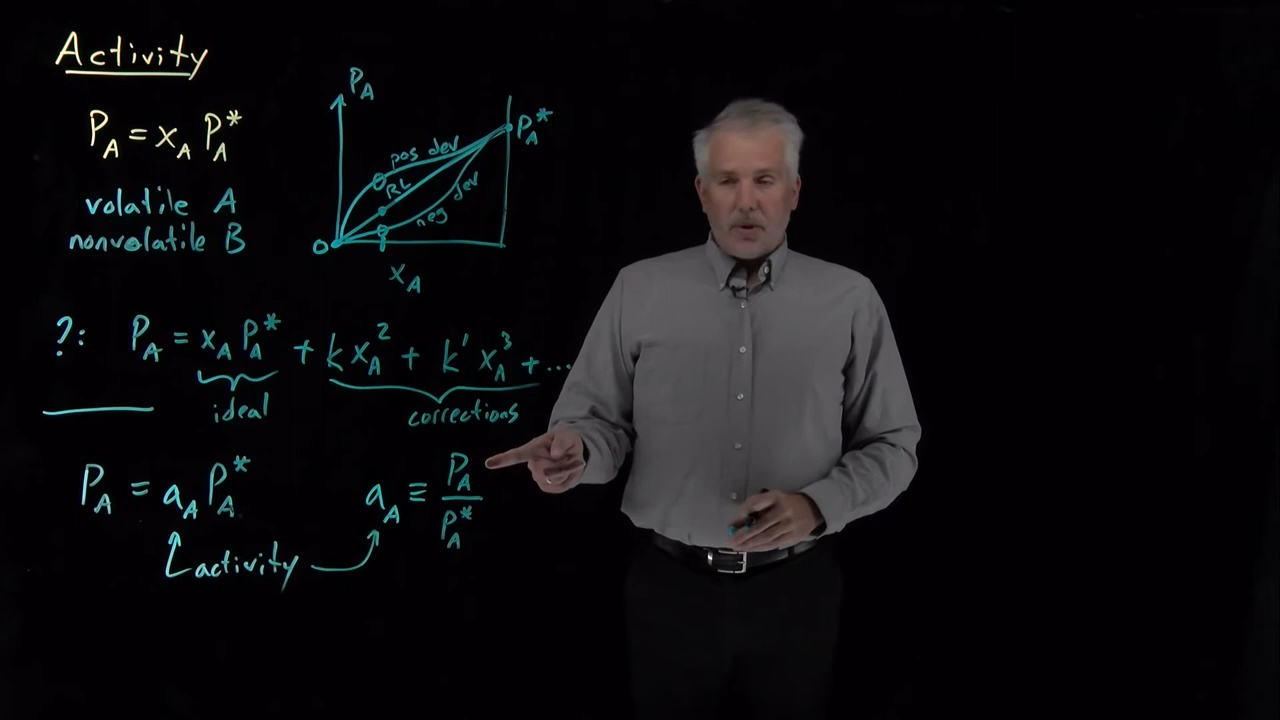 Activity
P_A = x_A P_A^*
volatile A
nonvolatile B
P_A
P_A^*
pos dev
RL
neg dev
0
x_A
?: P_A = x_A P_A^* + k x_A^2 + k' x_A^3 + ...
ideal
corrections
P_A = a_A P_A^*
a_A ≡ P_A / P_A^*
activity